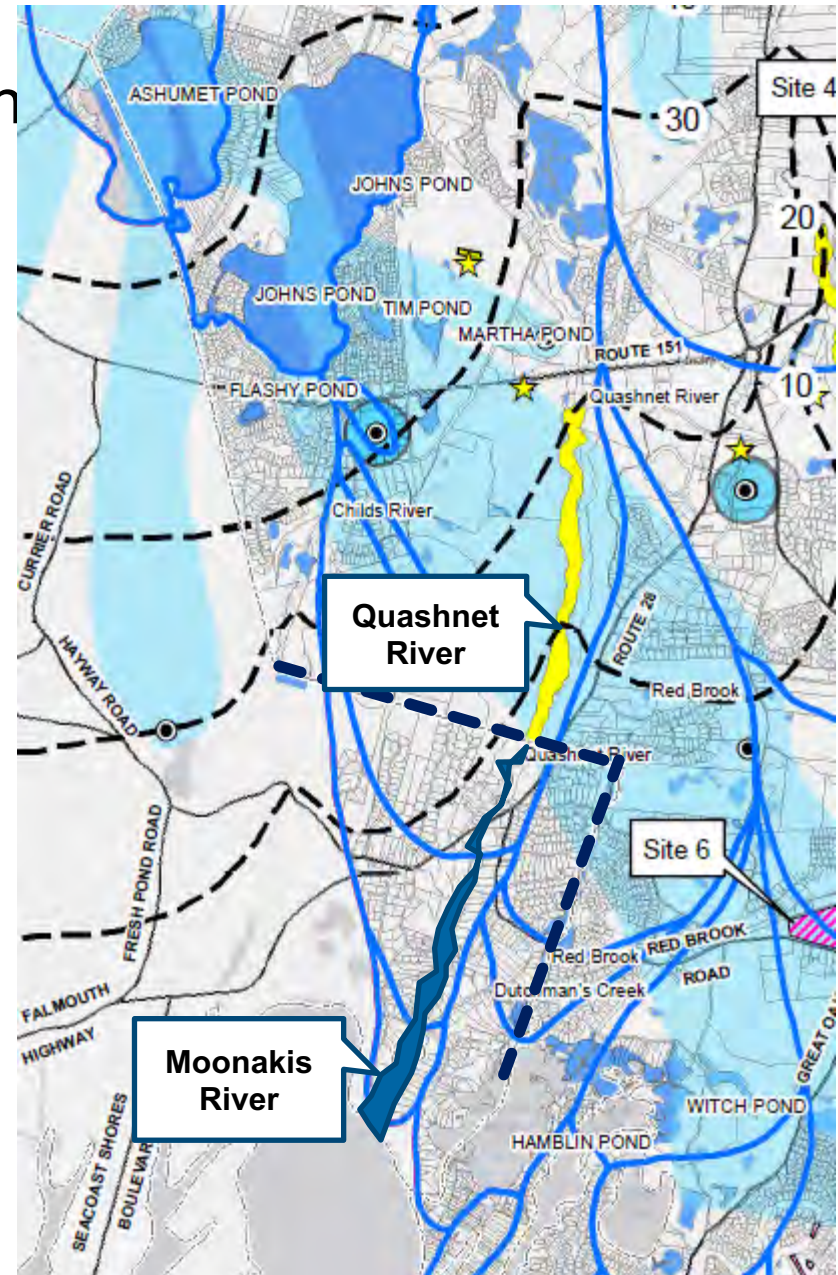 ASHUMET POND
Site 4
30
JOHNS POND
20
JOHNS POND
TIM POND
MARTHA POND
ROUTE 151
FLASHY POND
Quashnet River
10
CURRIER ROAD
Childs River
Quashnet
River
ROUTE 28
HAYWAY ROAD
Red Brook
Quashnet River
Site 6
FRESH POND ROAD
Red Brook
RED BROOK
ROAD
FALMOUTH
HIGHWAY
Dutchman's Creek
Moonakis
River
GREAT OA
WITCH POND
HAMBLIN POND
SEACOAST SHORES
BOULEVAR